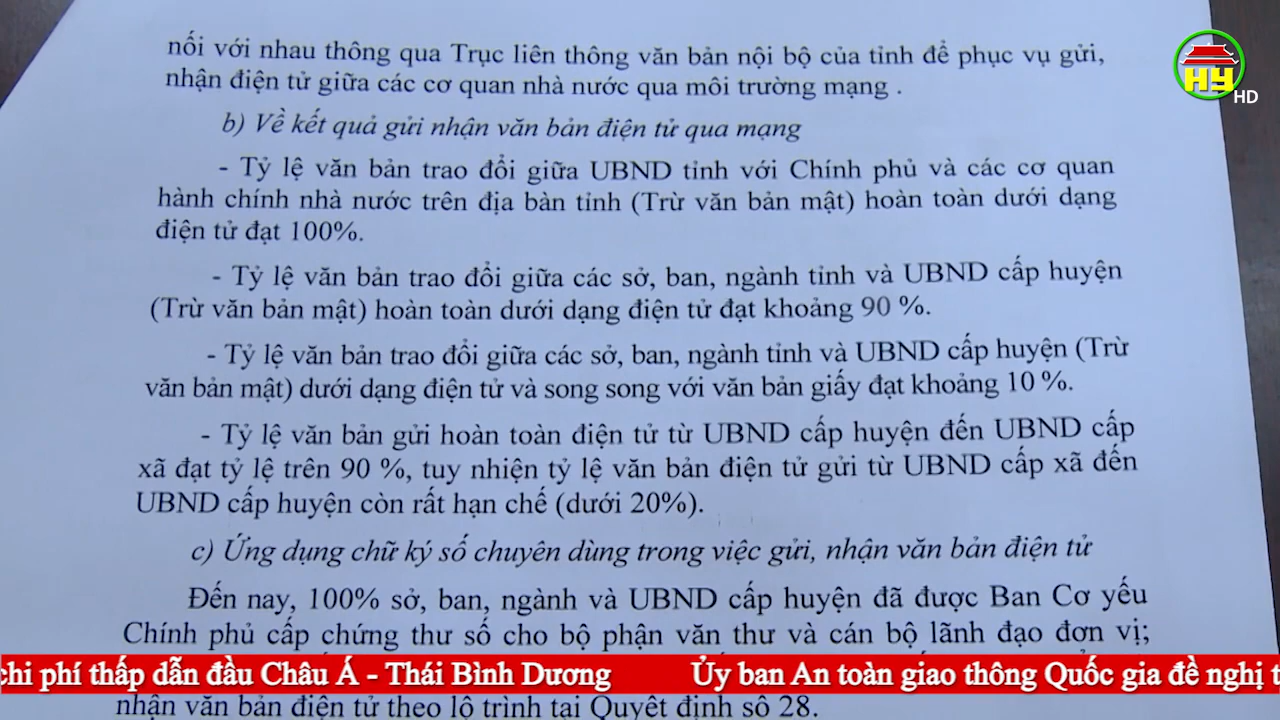 nối với nhau thông qua Trục liên thông văn bản nội bộ của tỉnh để phục vụ gửi,
nhận điện tử giữa các cơ quan nhà nước qua môi trường mạng .
b) Về kết quả gửi nhận văn bản điện tử qua mạng
- Tỷ lệ văn bản trao đổi giữa UBND tỉnh với Chính phủ và các cơ quan
hành chính nhà nước trên địa bàn tỉnh (Trừ văn bản mật) hoàn toàn dưới dạng
điện tử đạt 100%.
- Tỷ lệ văn bản trao đổi giữa các sở, ban, ngành tỉnh và UBND cấp huyện
(Trừ văn bản mật) hoàn toàn dưới dạng điện tử đạt khoảng 90 %.
- Tỷ lệ văn bản trao đổi giữa các sở, ban, ngành tỉnh và UBND cấp huyện (Trừ
văn bản mật) dưới dạng điện tử và song song với văn bản giấy đạt khoảng 10 %.
- Tỷ lệ văn bản gửi hoàn toàn điện tử từ UBND cấp huyện đến UBND cấp
xã đạt tỷ lệ trên 90 %, tuy nhiện tỷ lệ văn bản điện tử gửi từ UBND cấp xã đến
UBND cấp huyện còn rất hạn chế (dưới 20%).
c) Ứng dụng chữ ký số chuyên dùng trong việc gửi, nhận văn bản điện tử
Đến nay, 100% sở, ban, ngành và UBND cấp huyện đã được Ban Cơ yếu
Chính phủ cấp chứng thư số cho bộ phận văn thư và cán bộ lãnh đạo đơn vị;
chi phí thấp dẫn đầu Châu Á - Thái Bình Dương Ủy ban An toàn giao thông Quốc gia đề nghị t
nhận văn bản điện tử theo lộ trình tại Quyết định số 28.
HY
HD